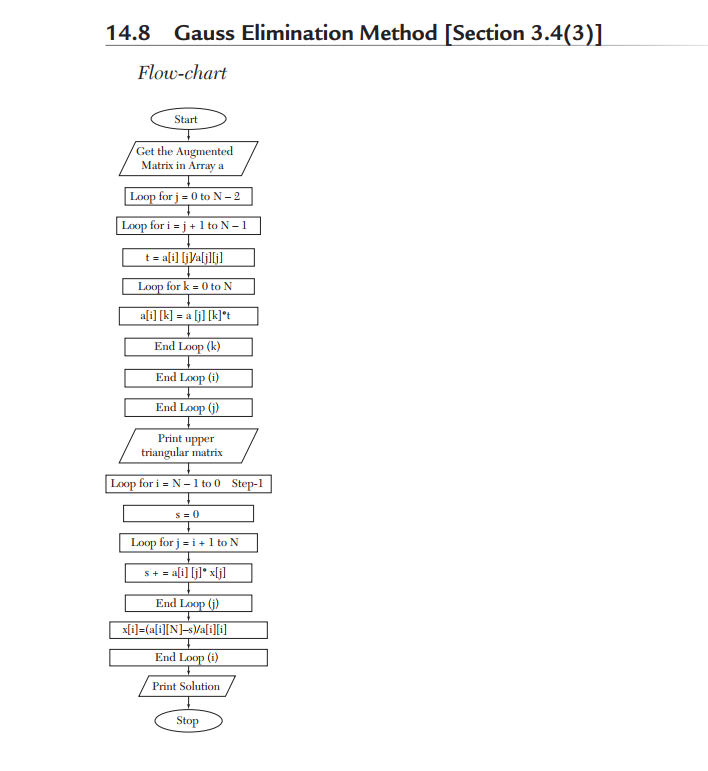 14.8 Gauss Elimination Method [Section 3.4(3)]
Flow-chart
Start
Get the Augmented
Matrix in Array a
Loop for j = 0 to N – 2
Loop for i = j + 1 to N – 1
t = a[i] [j]/a[j][j]
Loop for k = 0 to N
a[i] [k] = a [j] [k]*t
End Loop (k)
End Loop (i)
End Loop (j)
Print upper
triangular matrix
Loop for i = N – 1 to 0 Step-1
s = 0
Loop for j = i + 1 to N
s + = a[i] [j]* x[j]
End Loop (j)
x[i]=(a[i][N]–s)/a[i][i]
End Loop (i)
Print Solution
Stop